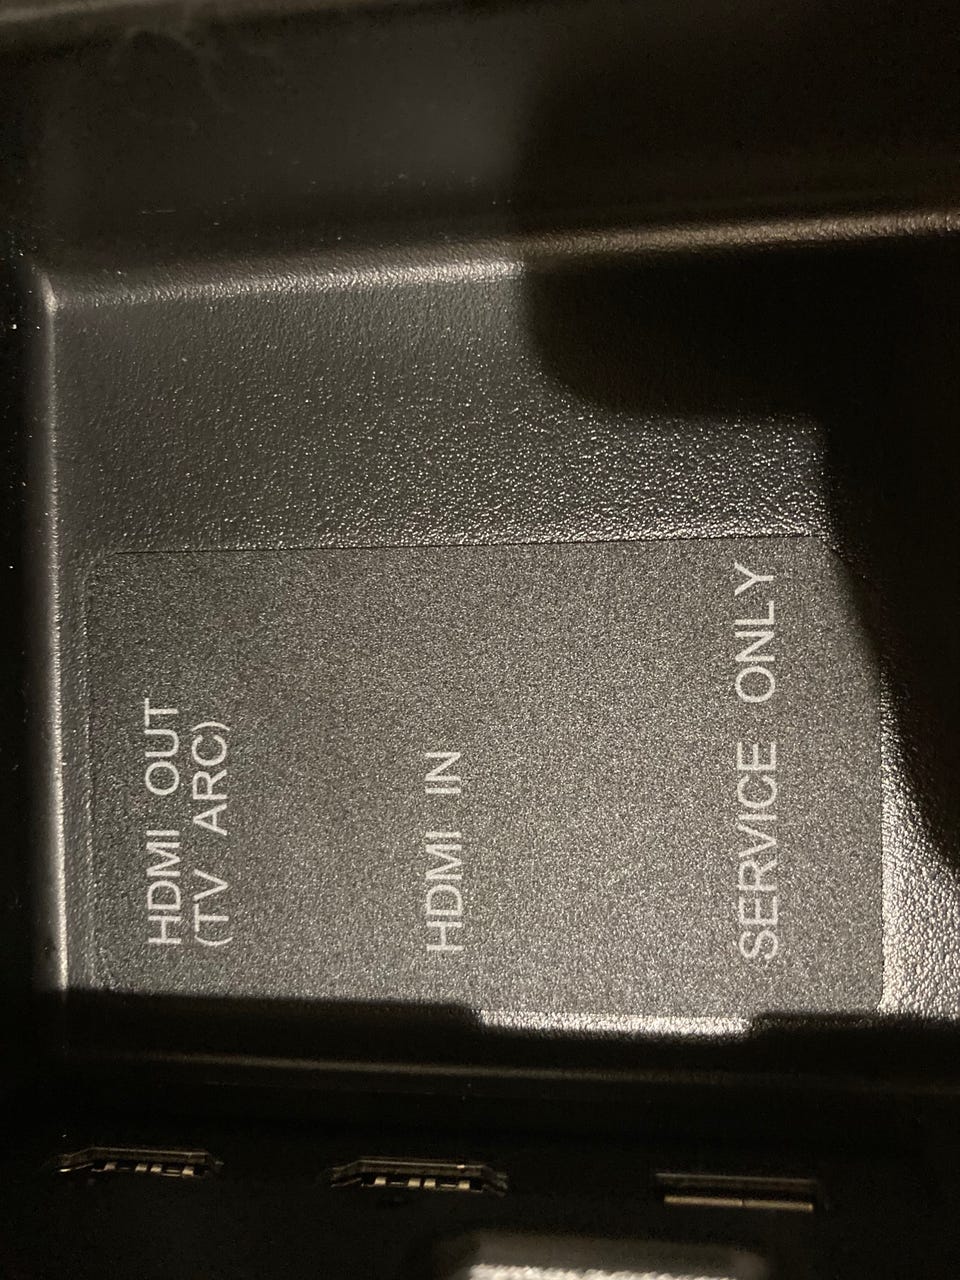 HDMI OUT
(TV ARC)
HDMI IN
SERVICE ONLY